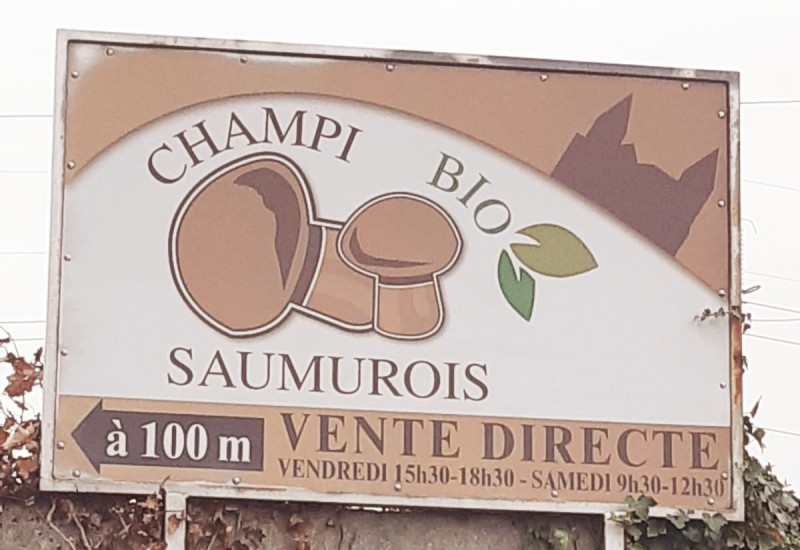 CHAMPI BIO
SAUMUROIS
à 100 m
VENTE DIRECTE
VENDREDI 15h30-18h30 - SAMEDI 9h30-12h30